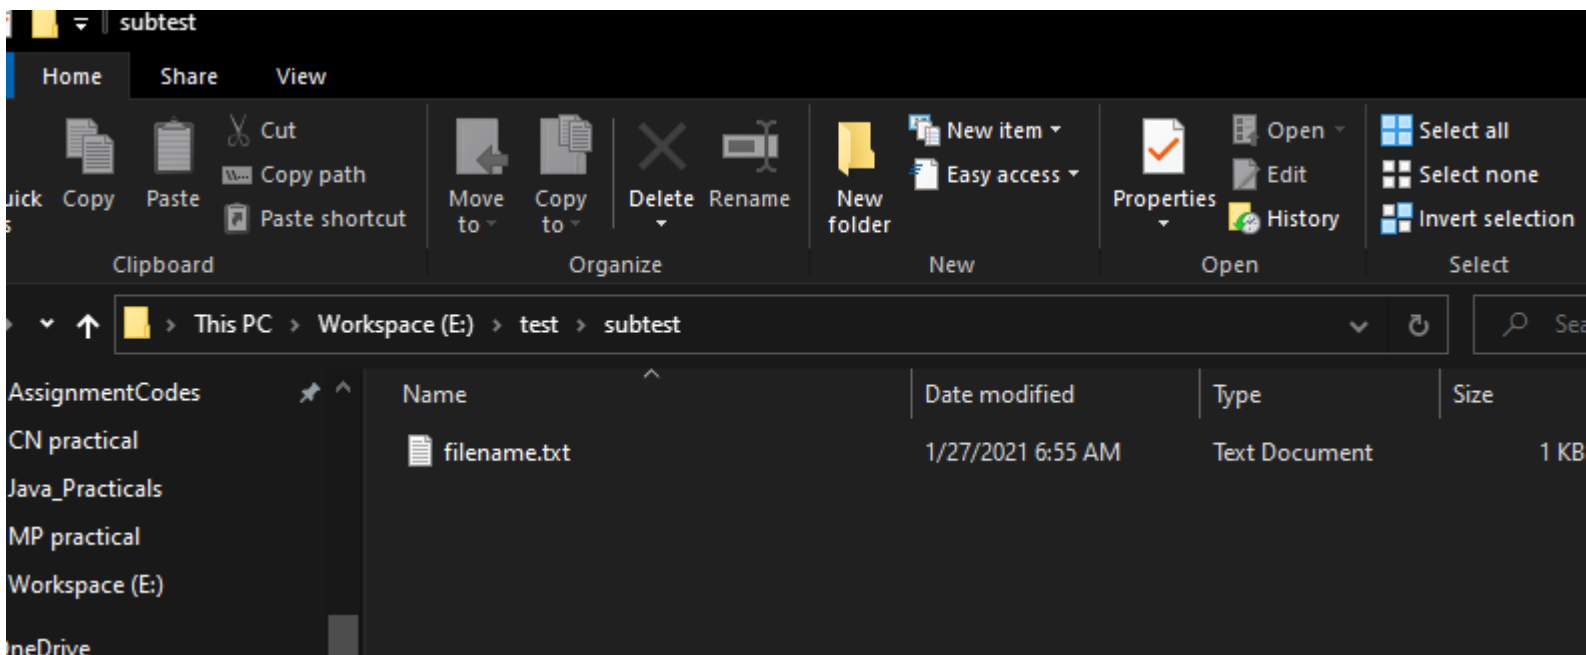 subtest
Home Share View
Copy Paste Cut
Copy path
Paste shortcut
Move to Copy to Delete Rename
New folder New item
Easy access
Properties Open
Edit
History
Select all
Select none
Invert selection
Clipboard Organize New Open Select
This PC > Workspace (E:) > test > subtest
AssignmentCodes
CN practical
Java_Practicals
MP practical
Workspace (E:)
Name Date modified Type Size
filename.txt 1/27/2021 6:55 AM Text Document 1 KB